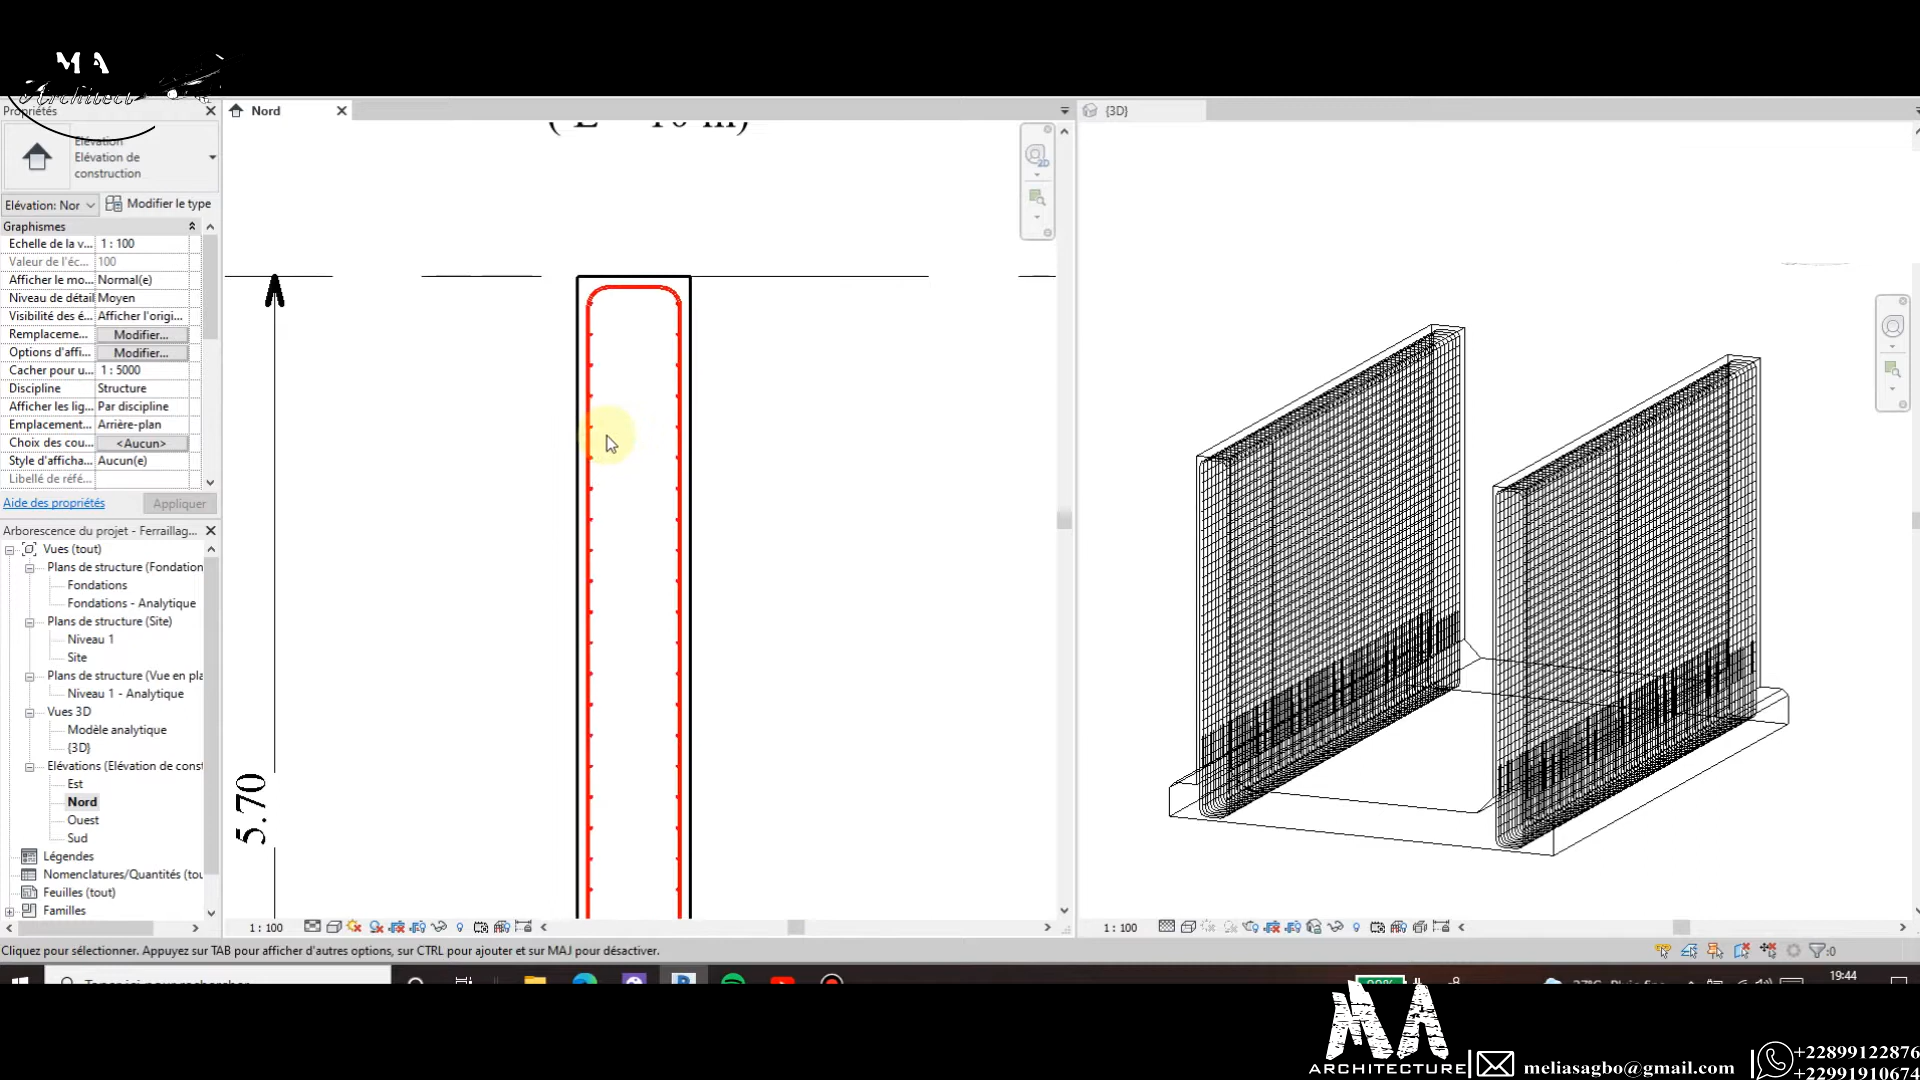 MA
Architect
Propriétés
Nord
{3D}
Elévation
Elévation de
construction
Elévation: Nor
Modifier le type
Graphismes
Echelle de la v... 1 : 100
Valeur de l'éc... 100
Afficher le mo... Normal(e)
Niveau de détail Moyen
Visibilité des é... Afficher l'origi...
Remplaceme... Modifier...
Options d'affi... Modifier...
Cacher pour u... 1 : 5000
Discipline Structure
Afficher les lig... Par discipline
Emplacement... Arrière-plan
Choix des cou... <Aucun>
Style d'afficha... Aucun(e)
Libellé de réfé...
Aide des propriétés
Appliquer
Arborescence du projet - Ferraillag...
Vues (tout)
Plans de structure (Fondation
Fondations
Fondations - Analytique
Plans de structure (Site)
Niveau 1
Site
Plans de structure (Vue en pla
Niveau 1 - Analytique
Vues 3D
Modèle analytique
{3D}
Elévations (Elévation de const
Est
Nord
Ouest
Sud
Légendes
Nomenclatures/Quantités (tou
Feuilles (tout)
Familles
2D
5.70
1 : 100
1 : 100
Cliquez pour sélectionner. Appuyez sur TAB pour afficher d'autres options, sur CTRL pour ajouter et sur MAJ pour désactiver.
:0
19:44
MA
ARCHITECTURE
meliasagbo@gmail.com
+22899122876
+22991910674